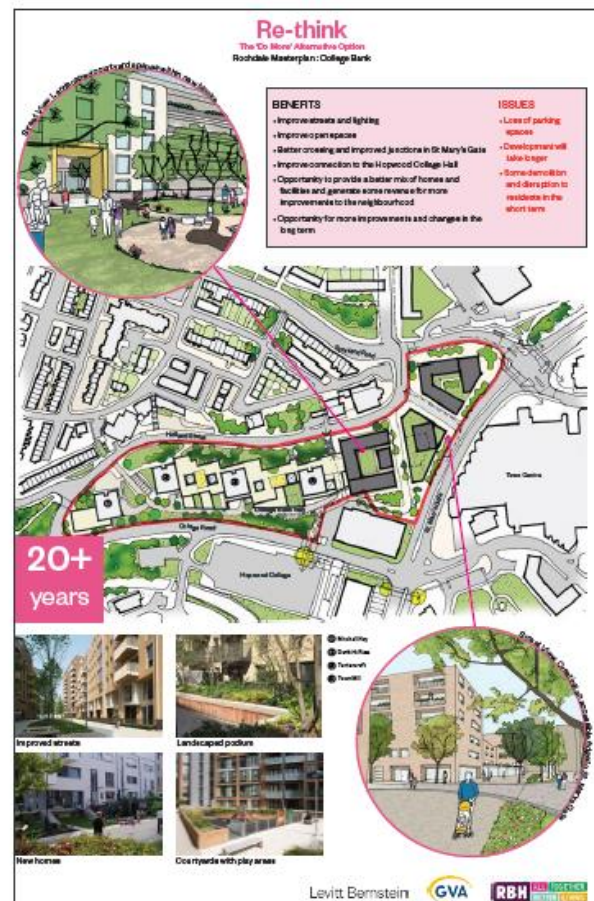 Re-think
The 'Do More' Alternative Option
Rochdale Masterplan : College Bank
BENEFITS
• Improve streets and lighting
• Improve open spaces
• Better crossing and improved junctions in St. Mary's Gate
• Improve connection to the Hopwood College Hall
• Opportunity to provide a better mix of homes and
facilities and generate some revenue for more
improvements to the neighbourhood
• Opportunity for more improvements and changes in the
long term
ISSUES
• Loss of parking
spaces
• Development will
take longer
• Some demolition
and disruption to
residents in the
short term
Holland Street
Town Centre
College Road
Hopwood College
20+
years
Improved streets
Landscaped podium
New homes
Courtyards with play areas
Mitchell Hey
Dunkirk Rise
Tentercroft
Town Mill
Levitt Bernstein
GVA
RBH